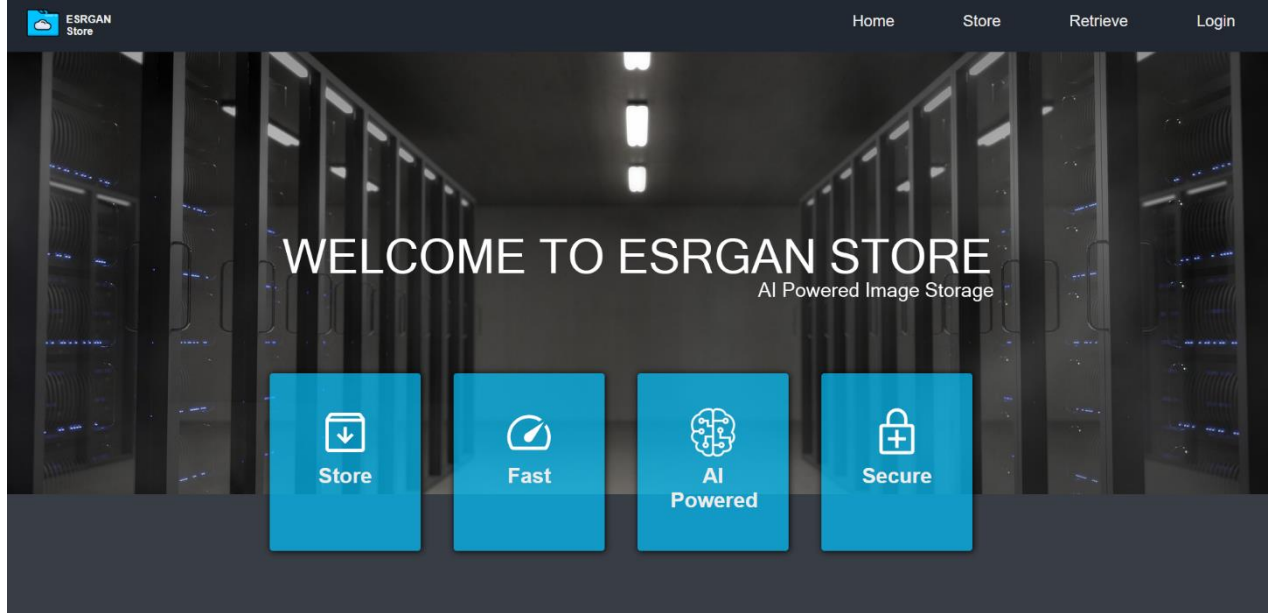 ESRGAN
Store
Home
Store
Retrieve
Login
WELCOME TO ESRGAN STORE
AI Powered Image Storage
Store
Fast
AI
Powered
Secure